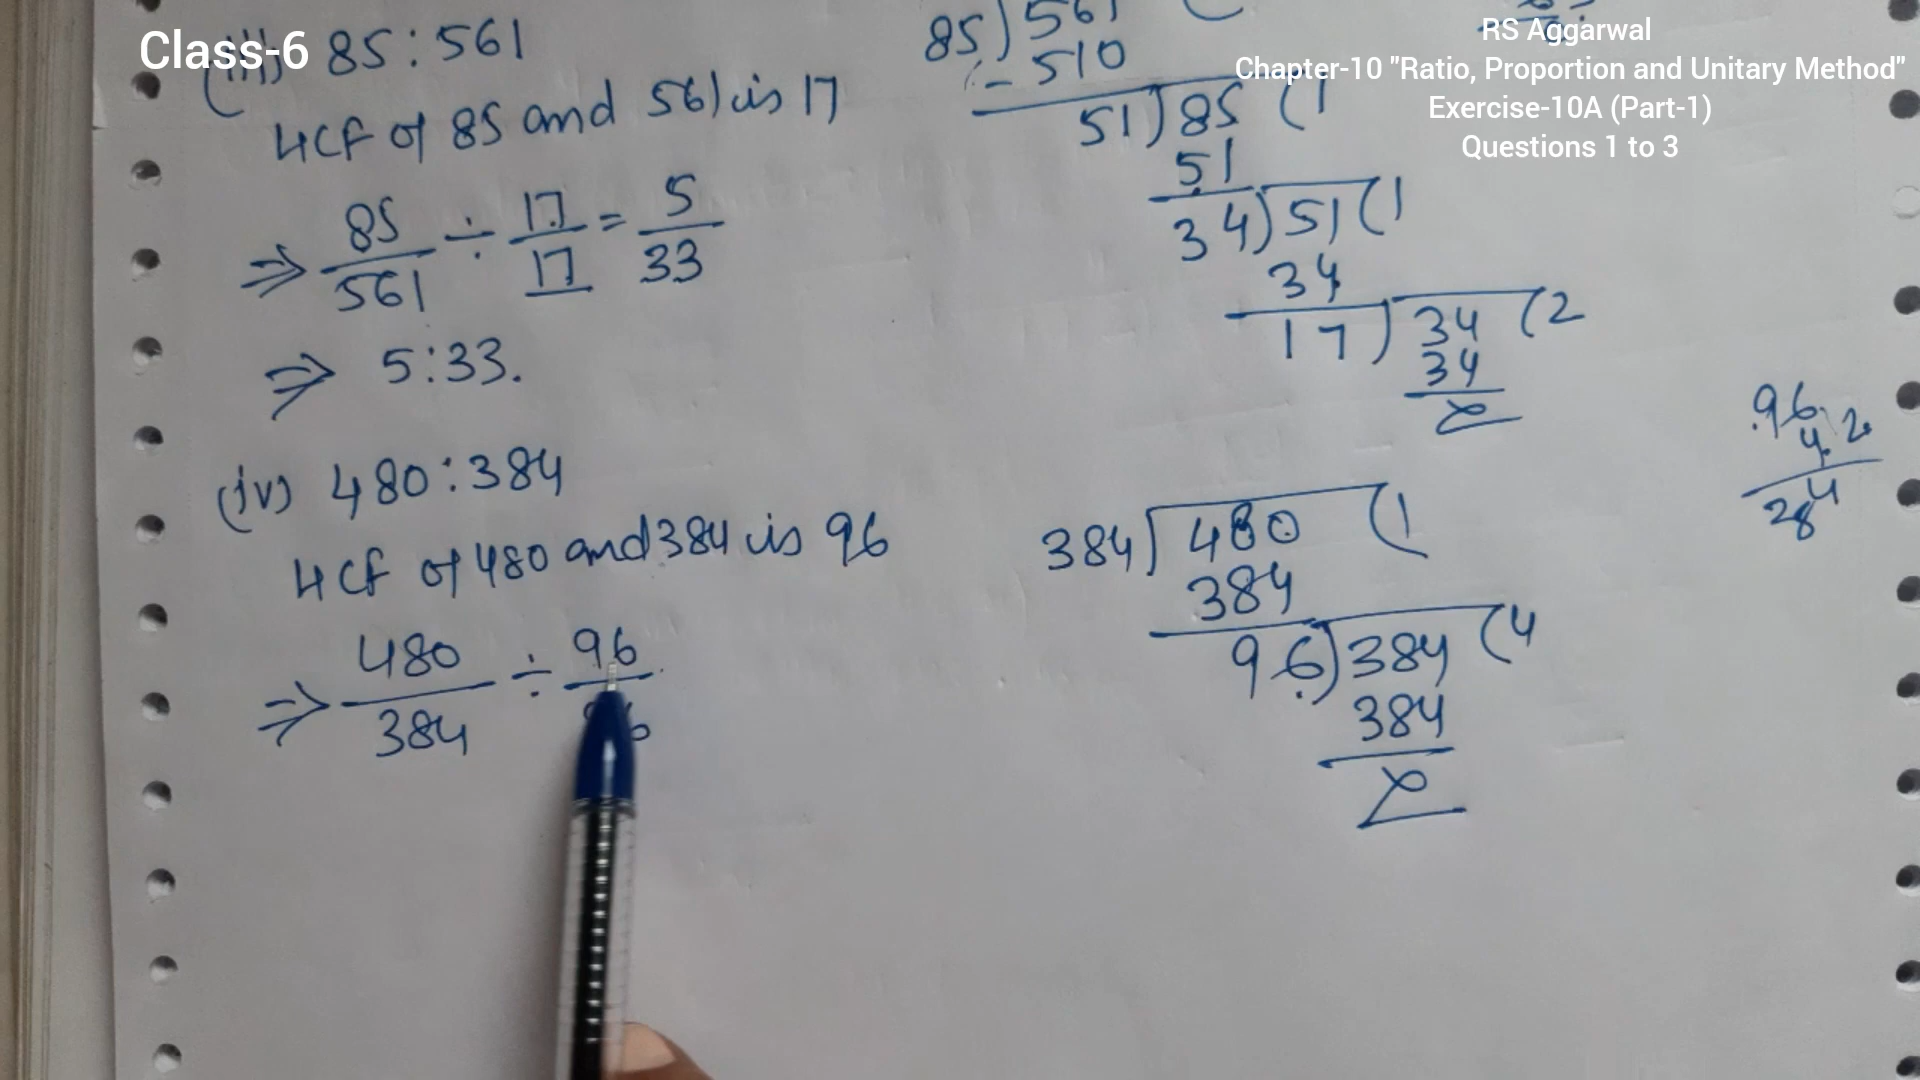 Class-6
RS Aggarwal
Chapter-10 "Ratio, Proportion and Unitary Method"
Exercise-10A (Part-1)
Questions 1 to 3
(iii) 85:561
HCF of 85 and 561 is 17
⇒ 85/561 ÷ 17/17 = 5/33
⇒ 5:33.
(iv) 480:384
HCF of 480 and 384 is 96
⇒ 480/384 ÷ 96/96
85) 561 (
- 510
51) 85 (1
51
34) 51 (1
34
17) 34 (2
34
384) 480 (1
384
96) 384 (4
384
96
4 2
384